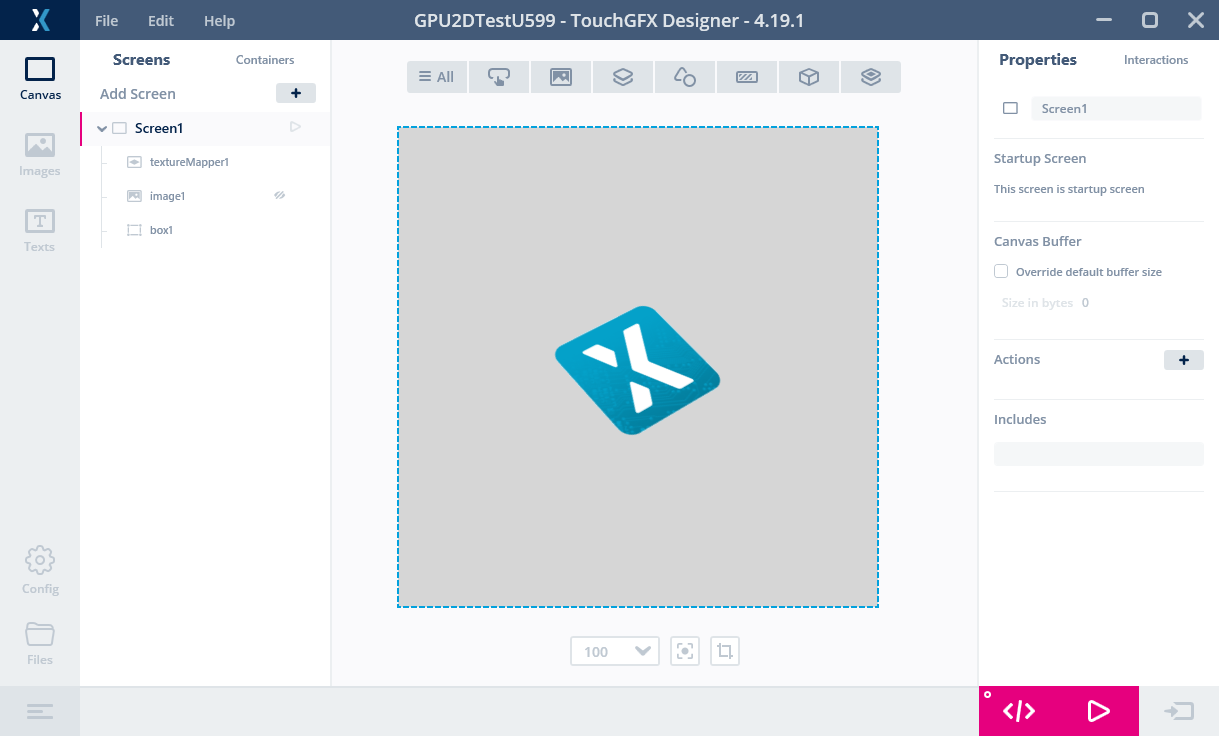 File Edit Help GPU2DTestU599 - TouchGFX Designer - 4.19.1
Canvas
Images
Texts
Config
Files
Screens Containers
Add Screen
Screen1
textureMapper1
image1
box1
All
100
Properties Interactions
Screen1
Startup Screen
This screen is startup screen
Canvas Buffer
Override default buffer size
Size in bytes 0
Actions
Includes